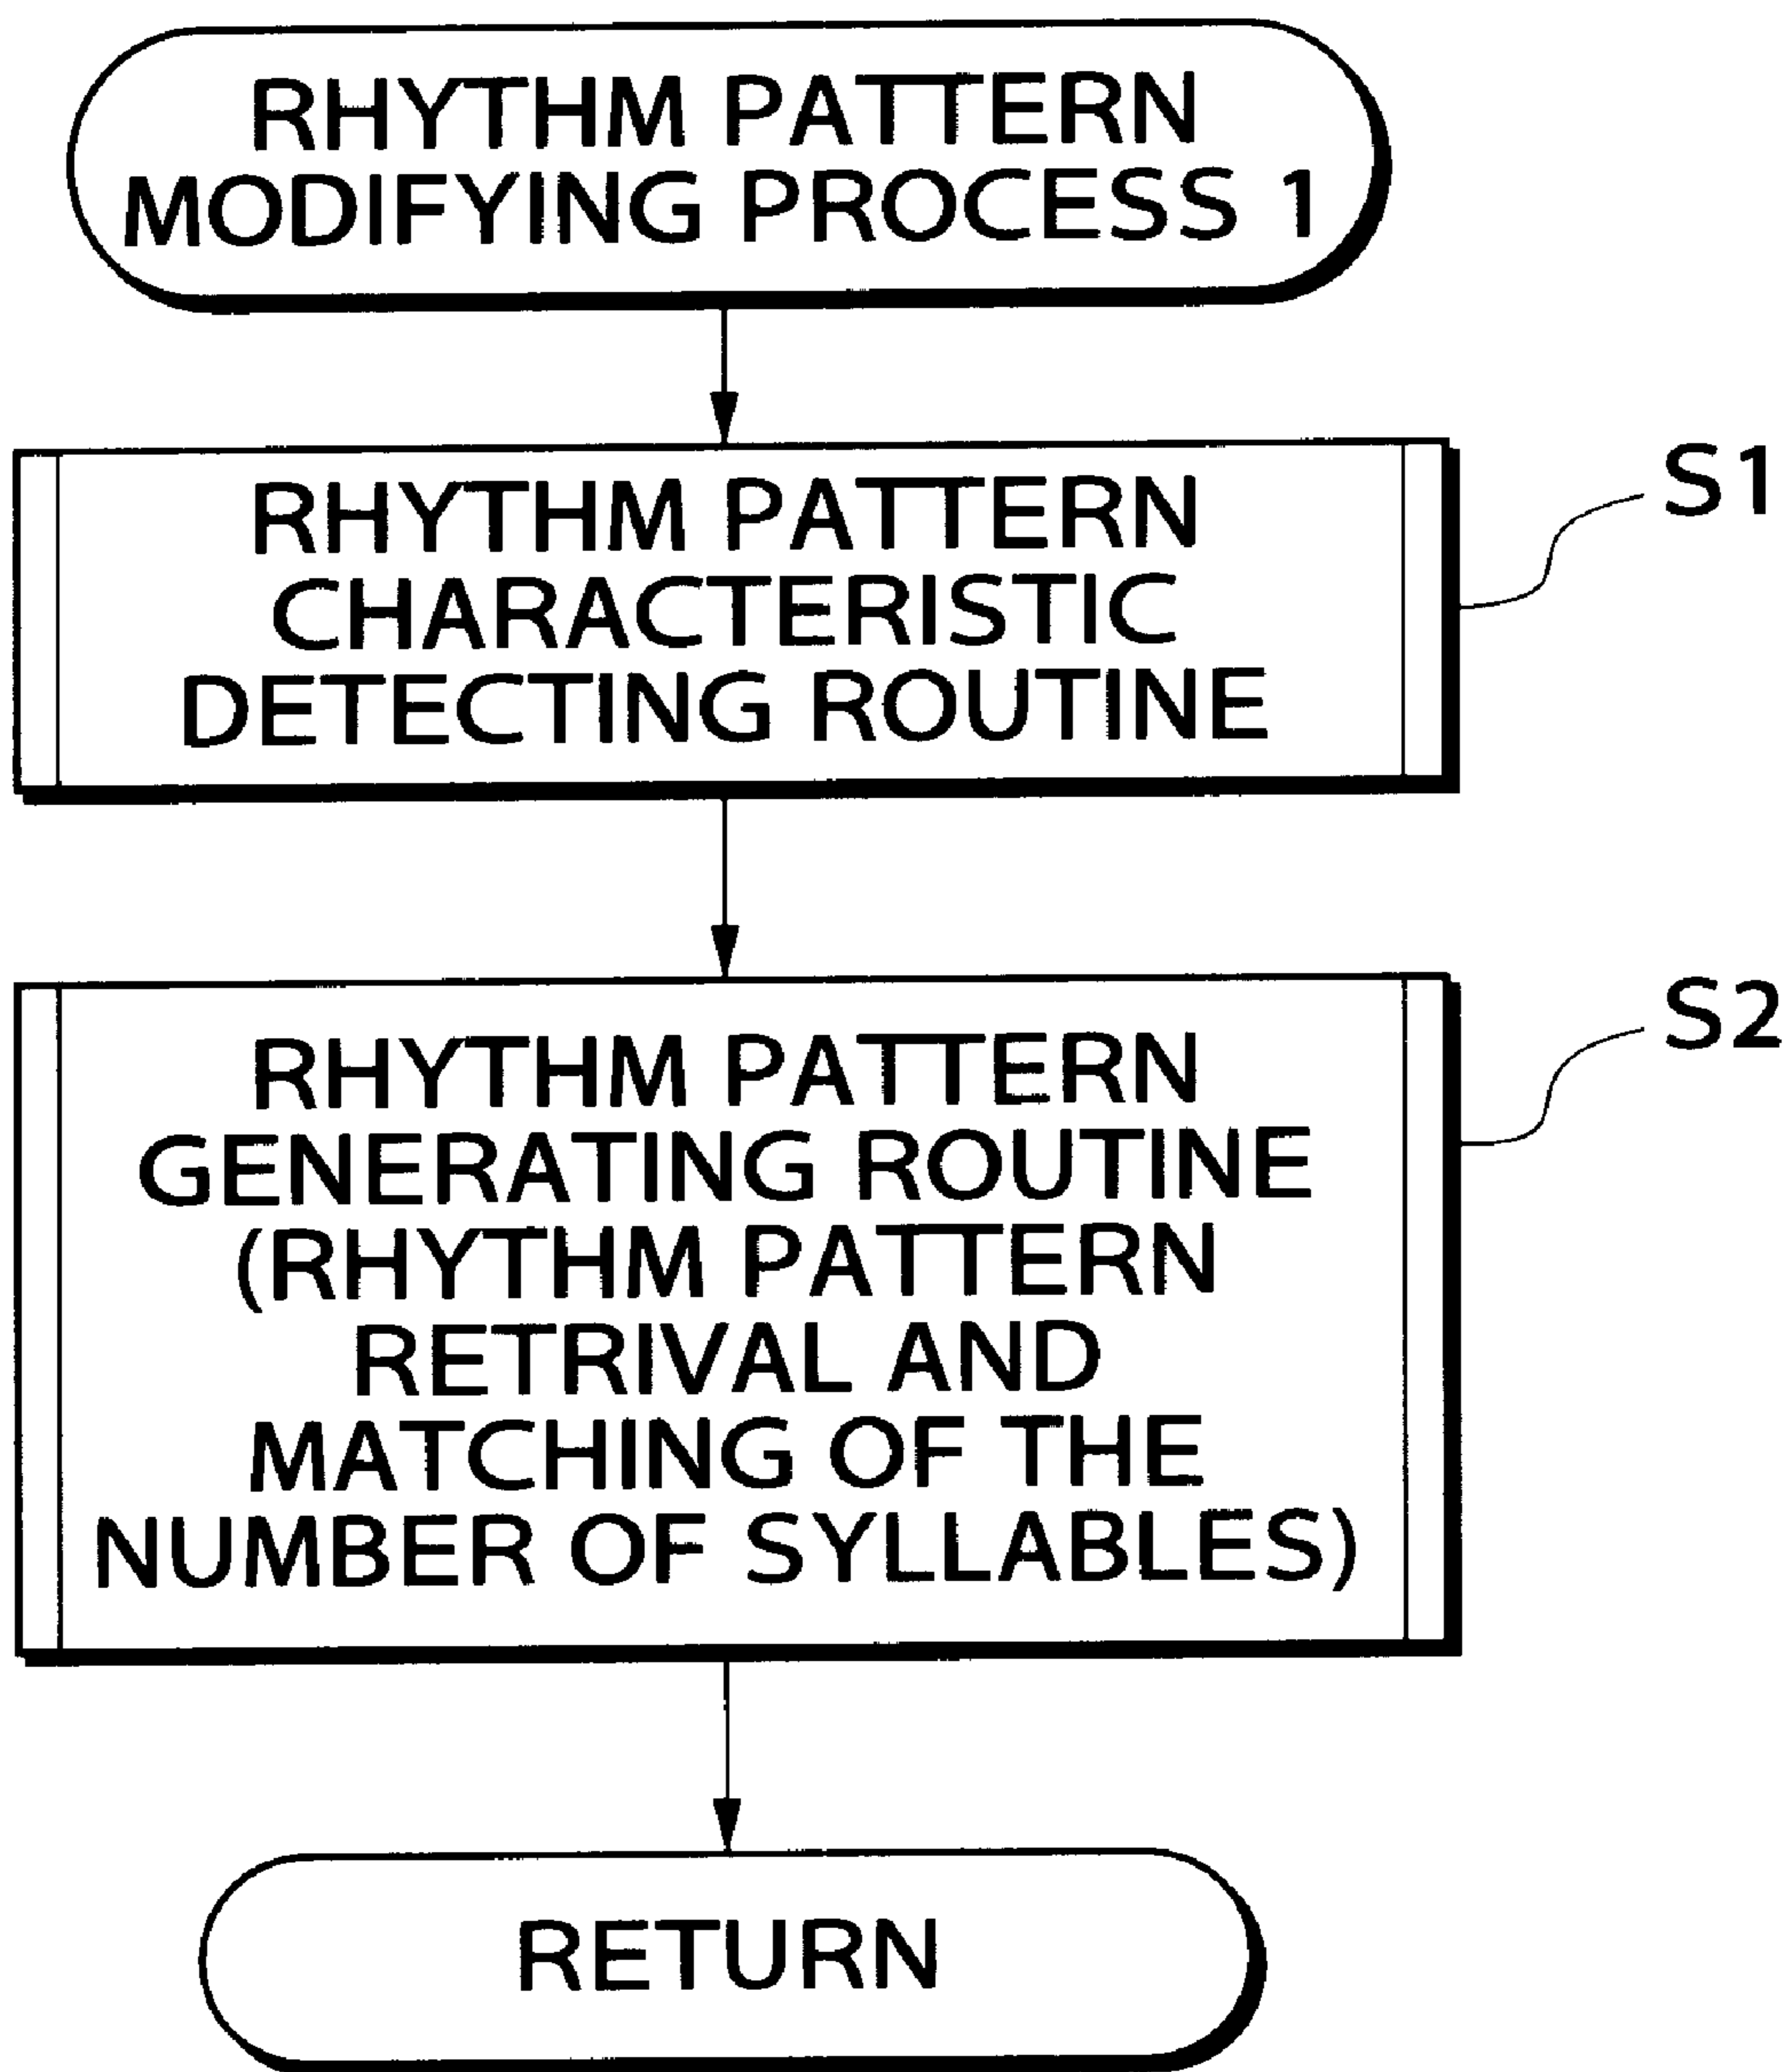 RHYTHM PATTERN
MODIFYING PROCESS 1
RHYTHM PATTERN
CHARACTERISTIC
DETECTING ROUTINE
S1
RHYTHM PATTERN
GENERATING ROUTINE
(RHYTHM PATTERN
RETRIVAL AND
MATCHING OF THE
NUMBER OF SYLLABLES)
S2
RETURN